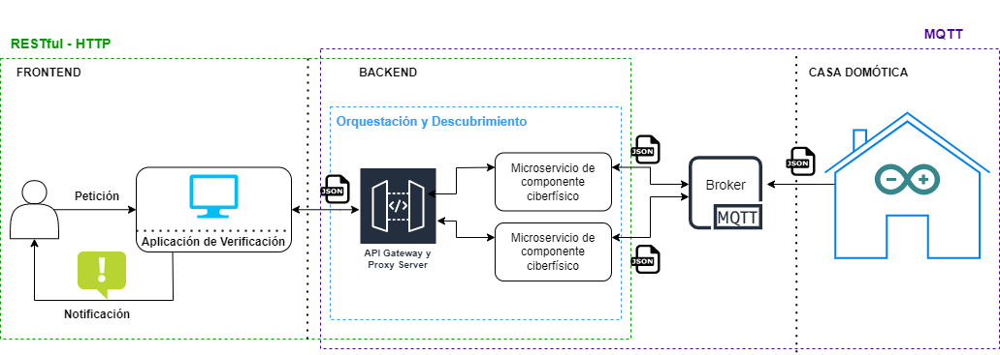 RESTful - HTTP
MQTT
FRONTEND
BACKEND
CASA DOMÓTICA
Orquestación y Descubrimiento
Petición
Aplicación de Verificación
Notificación
JSON
API Gateway y
Proxy Server
Microservicio de
componente
ciberfísico
Microservicio de
componente
ciberfísico
JSON
JSON
Broker
MQTT
JSON